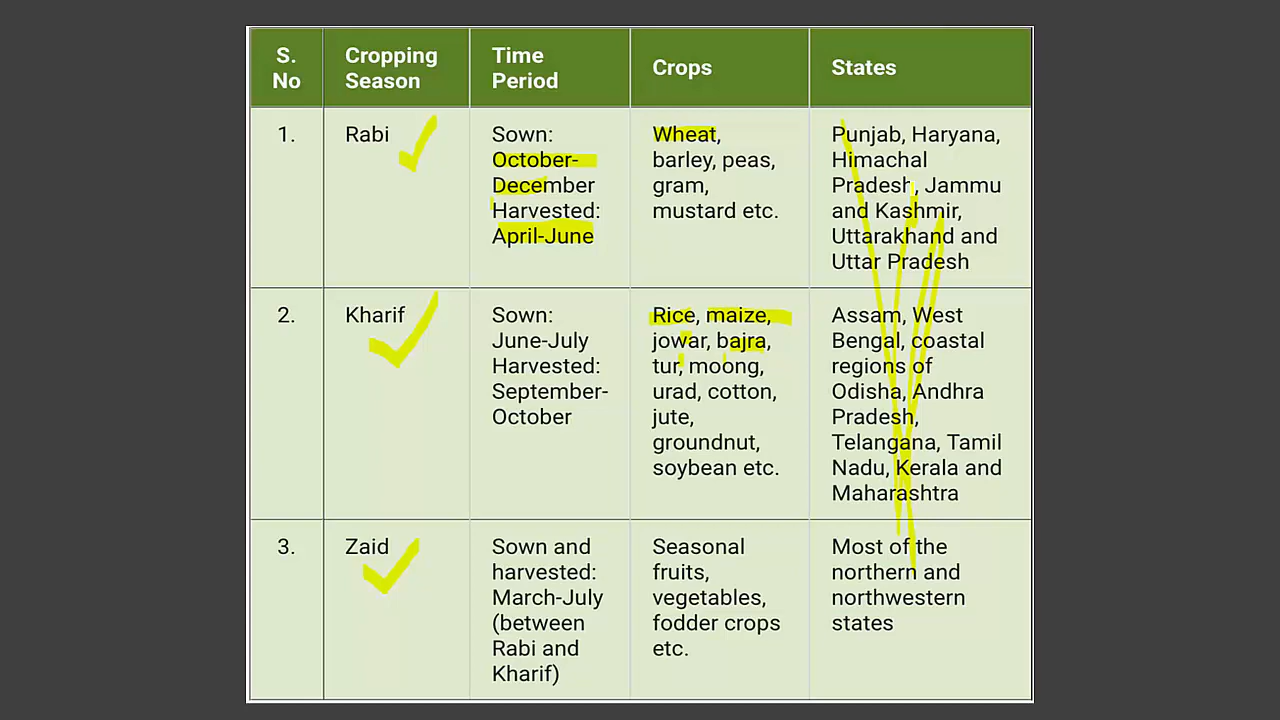 S. No
Cropping Season
Time Period
Crops
States
1.
Rabi
Sown:
October-
December
Harvested:
April-June
Wheat,
barley, peas,
gram,
mustard etc.
Punjab, Haryana,
Himachal
Pradesh, Jammu
and Kashmir,
Uttarakhand and
Uttar Pradesh
2.
Kharif
Sown:
June-July
Harvested:
September-
October
Rice, maize,
jowar, bajra,
tur, moong,
urad, cotton,
jute,
groundnut,
soybean etc.
Assam, West
Bengal, coastal
regions of
Odisha, Andhra
Pradesh,
Telangana, Tamil
Nadu, Kerala and
Maharashtra
3.
Zaid
Sown and
harvested:
March-July
(between
Rabi and
Kharif)
Seasonal
fruits,
vegetables,
fodder crops
etc.
Most of the
northern and
northwestern
states